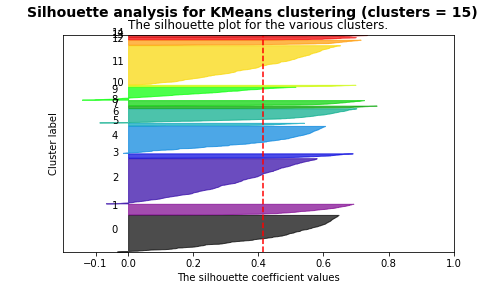 Silhouette analysis for KMeans clustering (clusters = 15)
The silhouette plot for the various clusters.
14
12
11
10
9
8
7
6
5
4
3
2
1
0
Cluster label
−0.1 0.0 0.2 0.4 0.6 0.8 1.0
The silhouette coefficient values